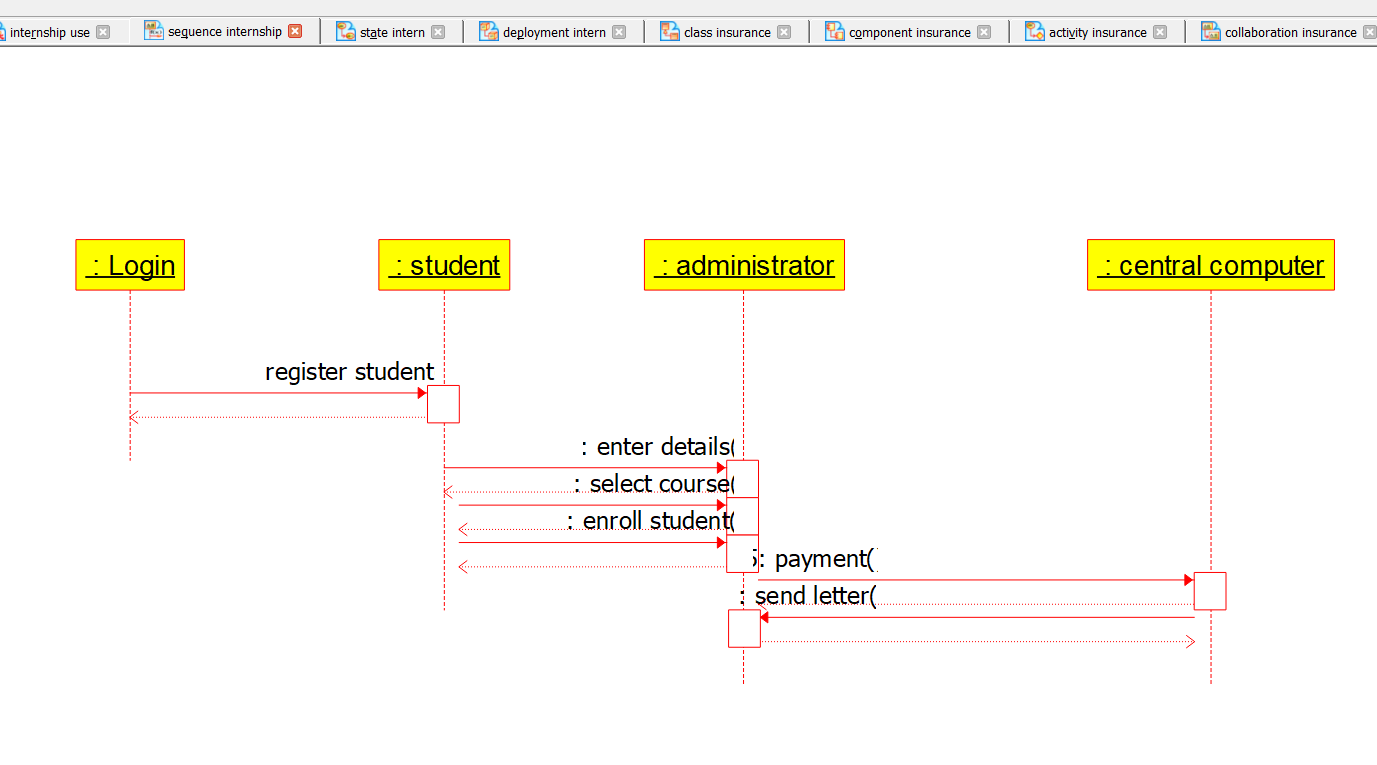 internship use
sequence internship
state intern
deployment intern
class insurance
component insurance
activity insurance
collaboration insurance
: Login
: student
: administrator
: central computer
register student
: enter details(
: select course(
: enroll student(
5: payment(
: send letter(